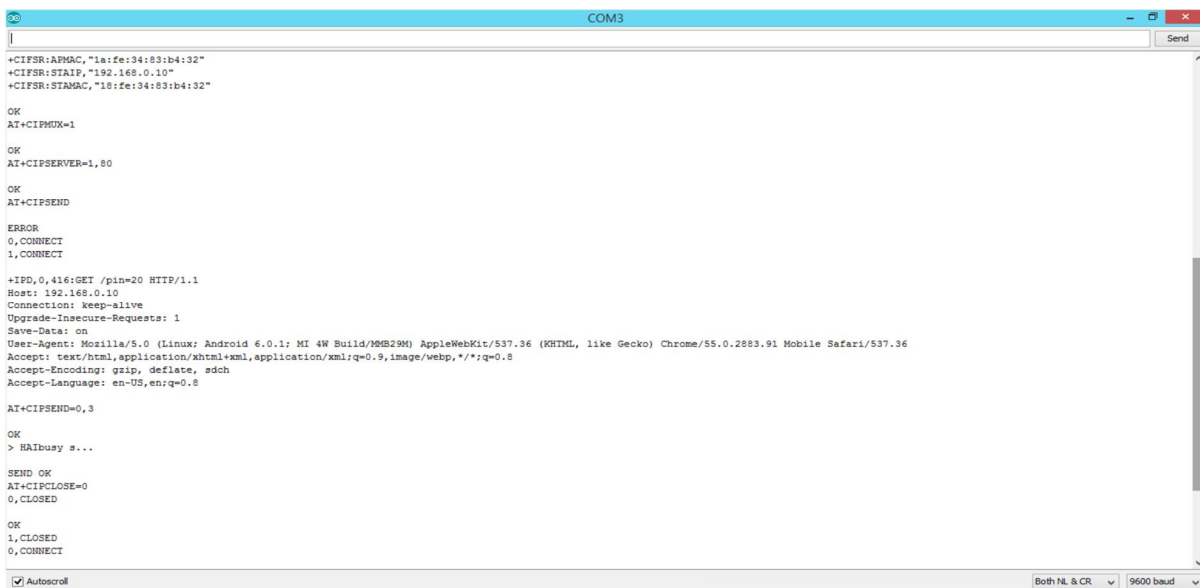 COM3
Send
+CIFSR:APMAC,"1a:fe:34:83:b4:32"
+CIFSR:STAIP,"192.168.0.10"
+CIFSR:STAMAC,"18:fe:34:83:b4:32"
OK
AT+CIPMUX=1
OK
AT+CIPSERVER=1,80
OK
AT+CIPSEND
ERROR
0,CONNECT
1,CONNECT
+IPD,0,416:GET /pin=20 HTTP/1.1
Host: 192.168.0.10
Connection: keep-alive
Upgrade-Insecure-Requests: 1
Save-Data: on
User-Agent: Mozilla/5.0 (Linux; Android 6.0.1; MI 4W Build/MMB29M) AppleWebKit/537.36 (KHTML, like Gecko) Chrome/55.0.2883.91 Mobile Safari/537.36
Accept: text/html,application/xhtml+xml,application/xml;q=0.9,image/webp,*/*;q=0.8
Accept-Encoding: gzip, deflate, sdch
Accept-Language: en-US,en;q=0.8
AT+CIPSEND=0,3
OK
> HAIbusy s...
SEND OK
AT+CIPCLOSE=0
0,CLOSED
OK
1,CLOSED
0,CONNECT
Autoscroll
Both NL & CR
9600 baud